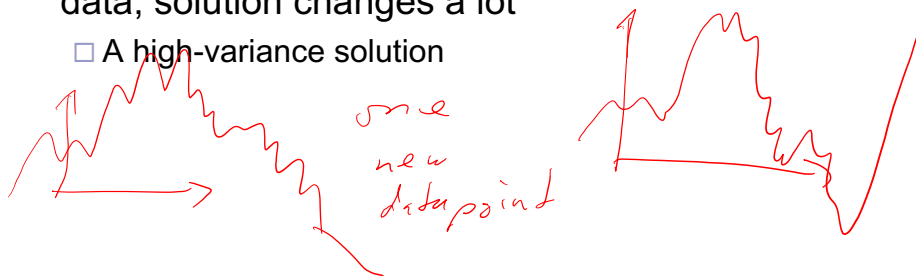 data, solution changes a lot
A high-variance solution
one
new
datapoint